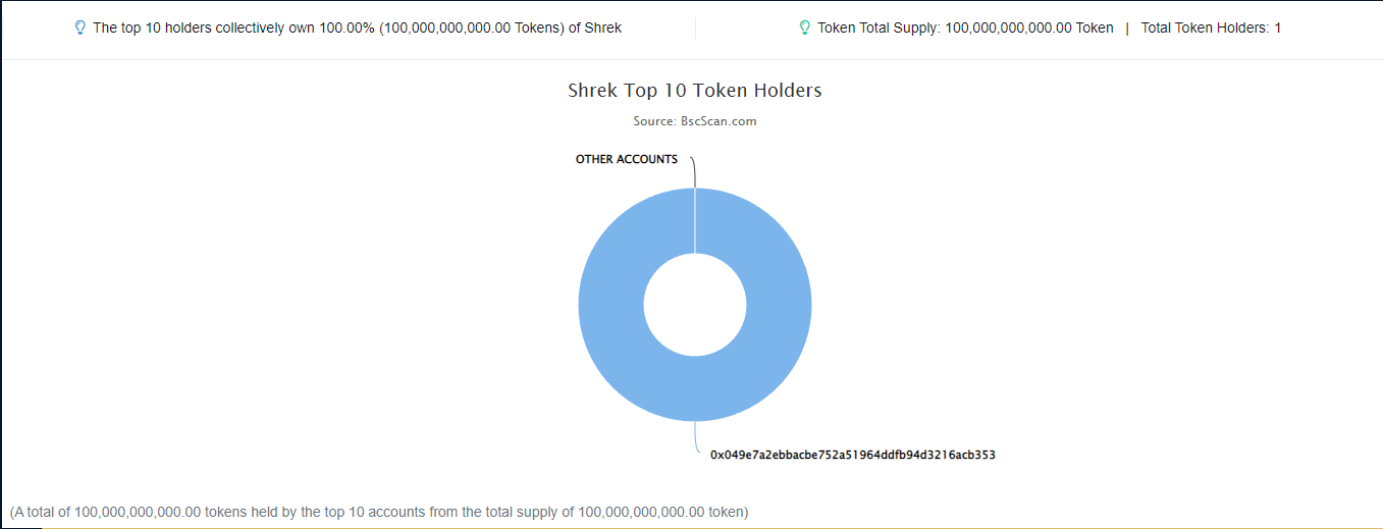 The top 10 holders collectively own 100.00% (100,000,000,000.00 Tokens) of Shrek
Token Total Supply: 100,000,000,000.00 Token | Total Token Holders: 1
Shrek Top 10 Token Holders
Source: BscScan.com
OTHER ACCOUNTS
0x049e7a2ebbacbe752a51964ddfb94d3216acb353
(A total of 100,000,000,000.00 tokens held by the top 10 accounts from the total supply of 100,000,000,000.00 token)